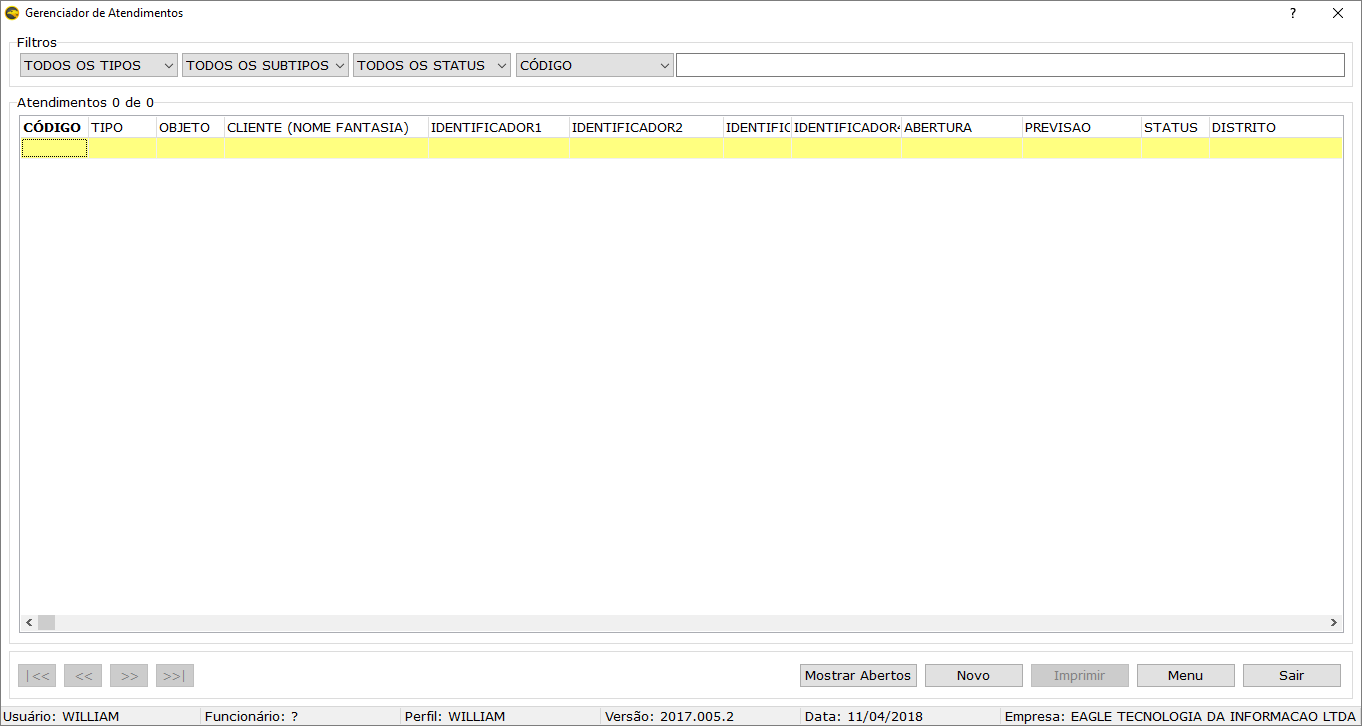 Gerenciador de Atendimentos ?
Filtros
TODOS OS TIPOS TODOS OS SUBTIPOS TODOS OS STATUS CÓDIGO
Atendimentos 0 de 0
CÓDIGO TIPO OBJETO CLIENTE (NOME FANTASIA) IDENTIFICADOR1 IDENTIFICADOR2 IDENTIFIC IDENTIFICADOR4 ABERTURA PREVISAO STATUS DISTRITO
|<< << >> >>| Mostrar Abertos Novo Imprimir Menu Sair
Usuário: WILLIAM Funcionário: ? Perfil: WILLIAM Versão: 2017.005.2 Data: 11/04/2018 Empresa: EAGLE TECNOLOGIA DA INFORMACAO LTDA